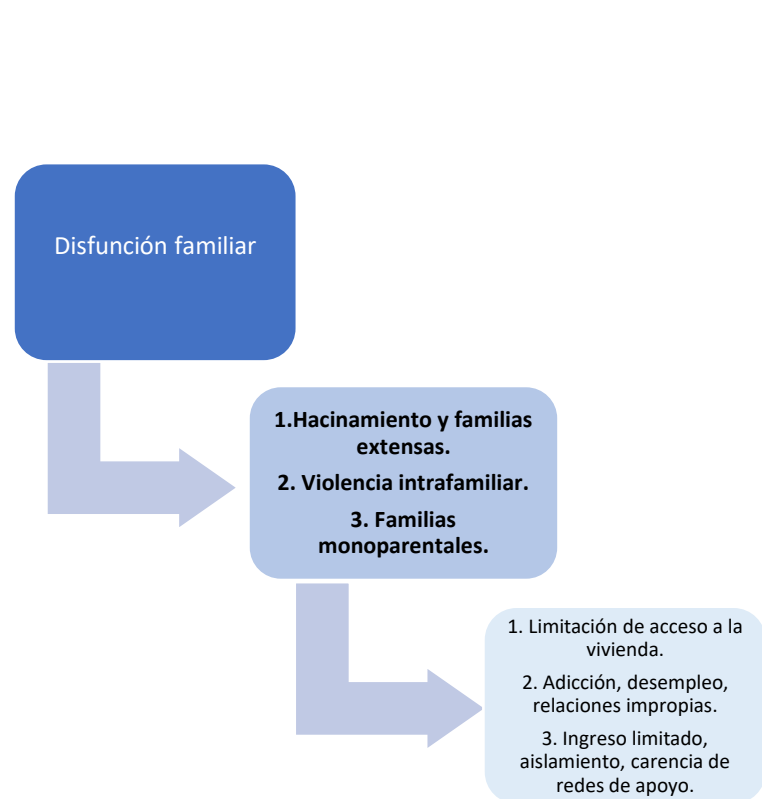 Disfunción familiar
1.Hacinamiento y familias
extensas.
2. Violencia intrafamiliar.
3. Familias
monoparentales.
1. Limitación de acceso a la
vivienda.
2. Adicción, desempleo,
relaciones impropias.
3. Ingreso limitado,
aislamiento, carencia de
redes de apoyo.